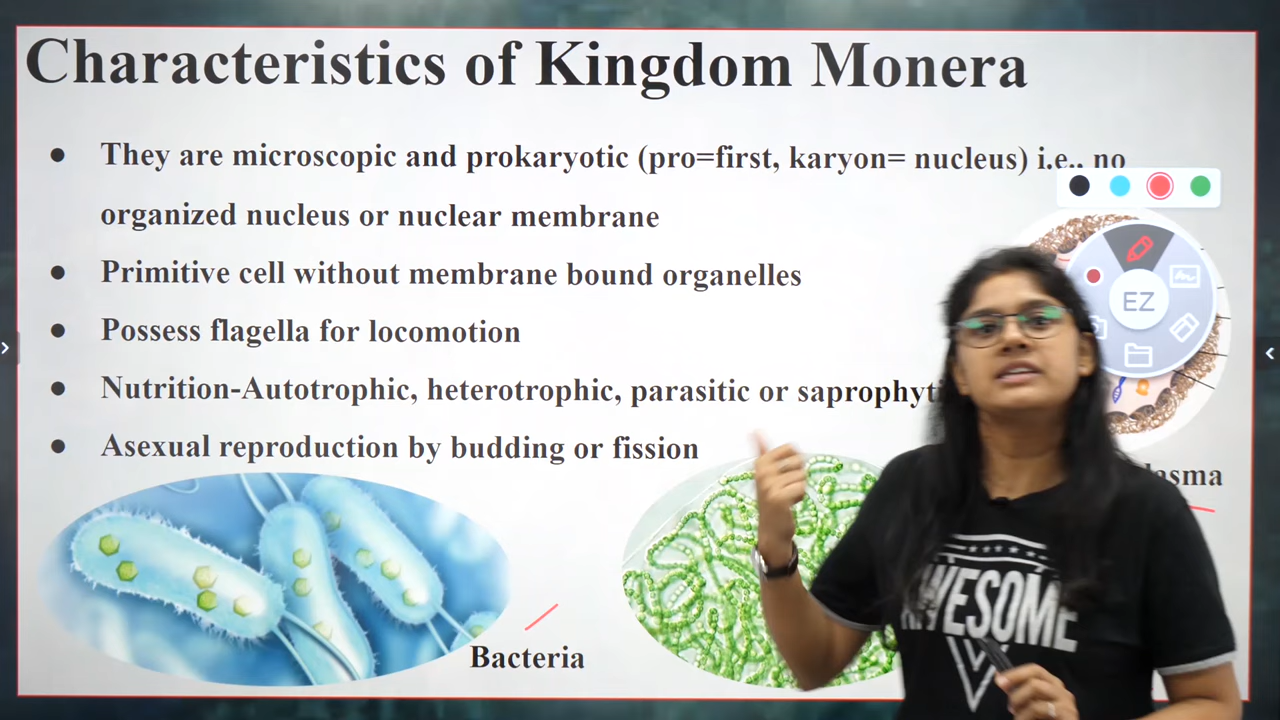 Characteristics of Kingdom Monera
● They are microscopic and prokaryotic (pro=first, karyon= nucleus) i.e., no
organized nucleus or nuclear membrane
● Primitive cell without membrane bound organelles
● Possess flagella for locomotion
● Nutrition-Autotrophic, heterotrophic, parasitic or saprophyti
● Asexual reproduction by budding or fission
EZ
lasma
AWESOME
Bacteria